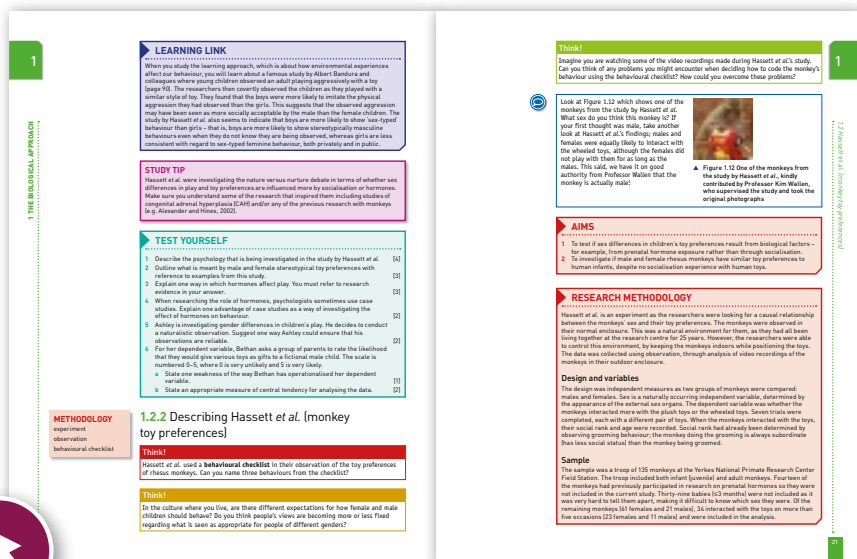 1
1 THE BIOLOGICAL APPROACH
LEARNING LINK
When you study the learning approach, which is about how environmental experiences
affect our behaviour, you will learn about a famous study by Albert Bandura and
colleagues where young children observed an adult playing aggressively with a toy
(page 90). The researchers then covertly observed the children as they played with a
similar style of toy. They found that the boys were more likely to imitate the physical
aggression they had observed than the girls. This suggests that the observed aggression
may have been seen as more socially acceptable by the male than the female children. The
study by Hassett et al. also seems to indicate that boys are more likely to show 'sex-typed'
behaviour than girls – that is, boys are more likely to show stereotypically masculine
behaviours even when they do not know they are being observed, whereas girls are less
consistent with regard to sex-typed feminine behaviour, both privately and in public.
STUDY TIP
Hassett et al. were investigating the nature versus nurture debate in terms of whether sex
differences in play and toy preferences are influenced more by socialisation or hormones.
Make sure you understand some of the research that inspired them including studies of
congenital adrenal hyperplasia (CAH) and/or any of the previous research with monkeys
(e.g. Alexander and Hines, 2002).
TEST YOURSELF
1 Describe the psychology that is being investigated in the study by Hassett et al. [4]
2 Outline what is meant by male and female stereotypical toy preferences with
reference to examples from this study. [3]
3 Explain one way in which hormones affect play. You must refer to research
evidence in your answer. [3]
4 When researching the role of hormones, psychologists sometimes use case
studies. Explain one advantage of case studies as a way of investigating the
effect of hormones on behaviour. [2]
5 Ashley is investigating gender differences in children's play. He decides to conduct
a naturalistic observation. Suggest one way Ashley could ensure that his
observations are reliable. [2]
6 For her dependent variable, Bethan asks a group of parents to rate the likelihood
that they would give various toys as gifts to a fictional male child. The scale is
numbered 0–5, where 0 is very unlikely and 5 is very likely.
a State one weakness of the way Bethan has operationalised her dependent
variable. [1]
b State an appropriate measure of central tendency for analysing the data. [2]
METHODOLOGY
experiment
observation
behavioural checklist
1.2.2 Describing Hassett et al. (monkey
toy preferences)
Think!
Hassett et al. used a behavioural checklist in their observation of the toy preferences
of rhesus monkeys. Can you name three behaviours from the checklist?
Think!
In the culture where you live, are there different expectations for how female and male
children should behave? Do you think people's views are becoming more or less fixed
regarding what is seen as appropriate for people of different genders?
Think!
Imagine you are watching some of the video recordings made during Hassett et al.'s study.
Can you think of any problems you might encounter when deciding how to code the monkey's
behaviour using the behavioural checklist? How could you overcome these problems?
1
1.2 Hassett et al. (monkey toy preferences)
Look at Figure 1.12 which shows one of the
monkeys from the study by Hassett et al.
What sex do you think this monkey is? If
your first thought was male, take another
look at Hassett et al.'s findings; males and
females were equally likely to interact with
the wheeled toys, although the females did
not play with them for as long as the
males. This said, we have it on good
authority from Professor Wallen that the
monkey is actually male!
▲ Figure 1.12 One of the monkeys from
the study by Hassett et al., kindly
contributed by Professor Kim Wallen,
who supervised the study and took the
original photographs
AIMS
1 To test if sex differences in children's toy preferences result from biological factors –
for example, from prenatal hormone exposure rather than through socialisation.
2 To investigate if male and female rhesus monkeys have similar toy preferences to
human infants, despite no socialisation experience with human toys.
RESEARCH METHODOLOGY
Hassett et al. is an experiment as the researchers were looking for a causal relationship
between the monkeys' sex and their toy preferences. The monkeys were observed in
their normal enclosure. This was a natural environment for them, as they had all been
living together at the research centre for 25 years. However, the researchers were able
to control this environment, by keeping the monkeys indoors while positioning the toys.
The data was collected using observation, through analysis of video recordings of the
monkeys in their outdoor enclosure.
Design and variables
The design was independent measures as two groups of monkeys were compared:
males and females. Sex is a naturally occurring independent variable, determined by
the appearance of the external sex organs. The dependent variable was whether the
monkeys interacted more with the plush toys or the wheeled toys. Seven trials were
completed, each with a different pair of toys. When the monkeys interacted with the toys,
their social rank and age were recorded. Social rank had already been determined by
observing grooming behaviour; the monkey doing the grooming is always subordinate
(has less social status) than the monkey being groomed.
Sample
The sample was a troop of 135 monkeys at the Yerkes National Primate Research Center
Field Station. The troop included both infant (juvenile) and adult monkeys. Fourteen of
the monkeys had previously participated in research on prenatal hormones so they were
not included in the current study. Thirty-nine babies (≤3 months) were not included as it
was very hard to tell them apart, making it difficult to know which sex they were. Of the
remaining monkeys (61 females and 21 males), 34 interacted with the toys on more than
five occasions (23 females and 11 males) and were included in the analysis.
21